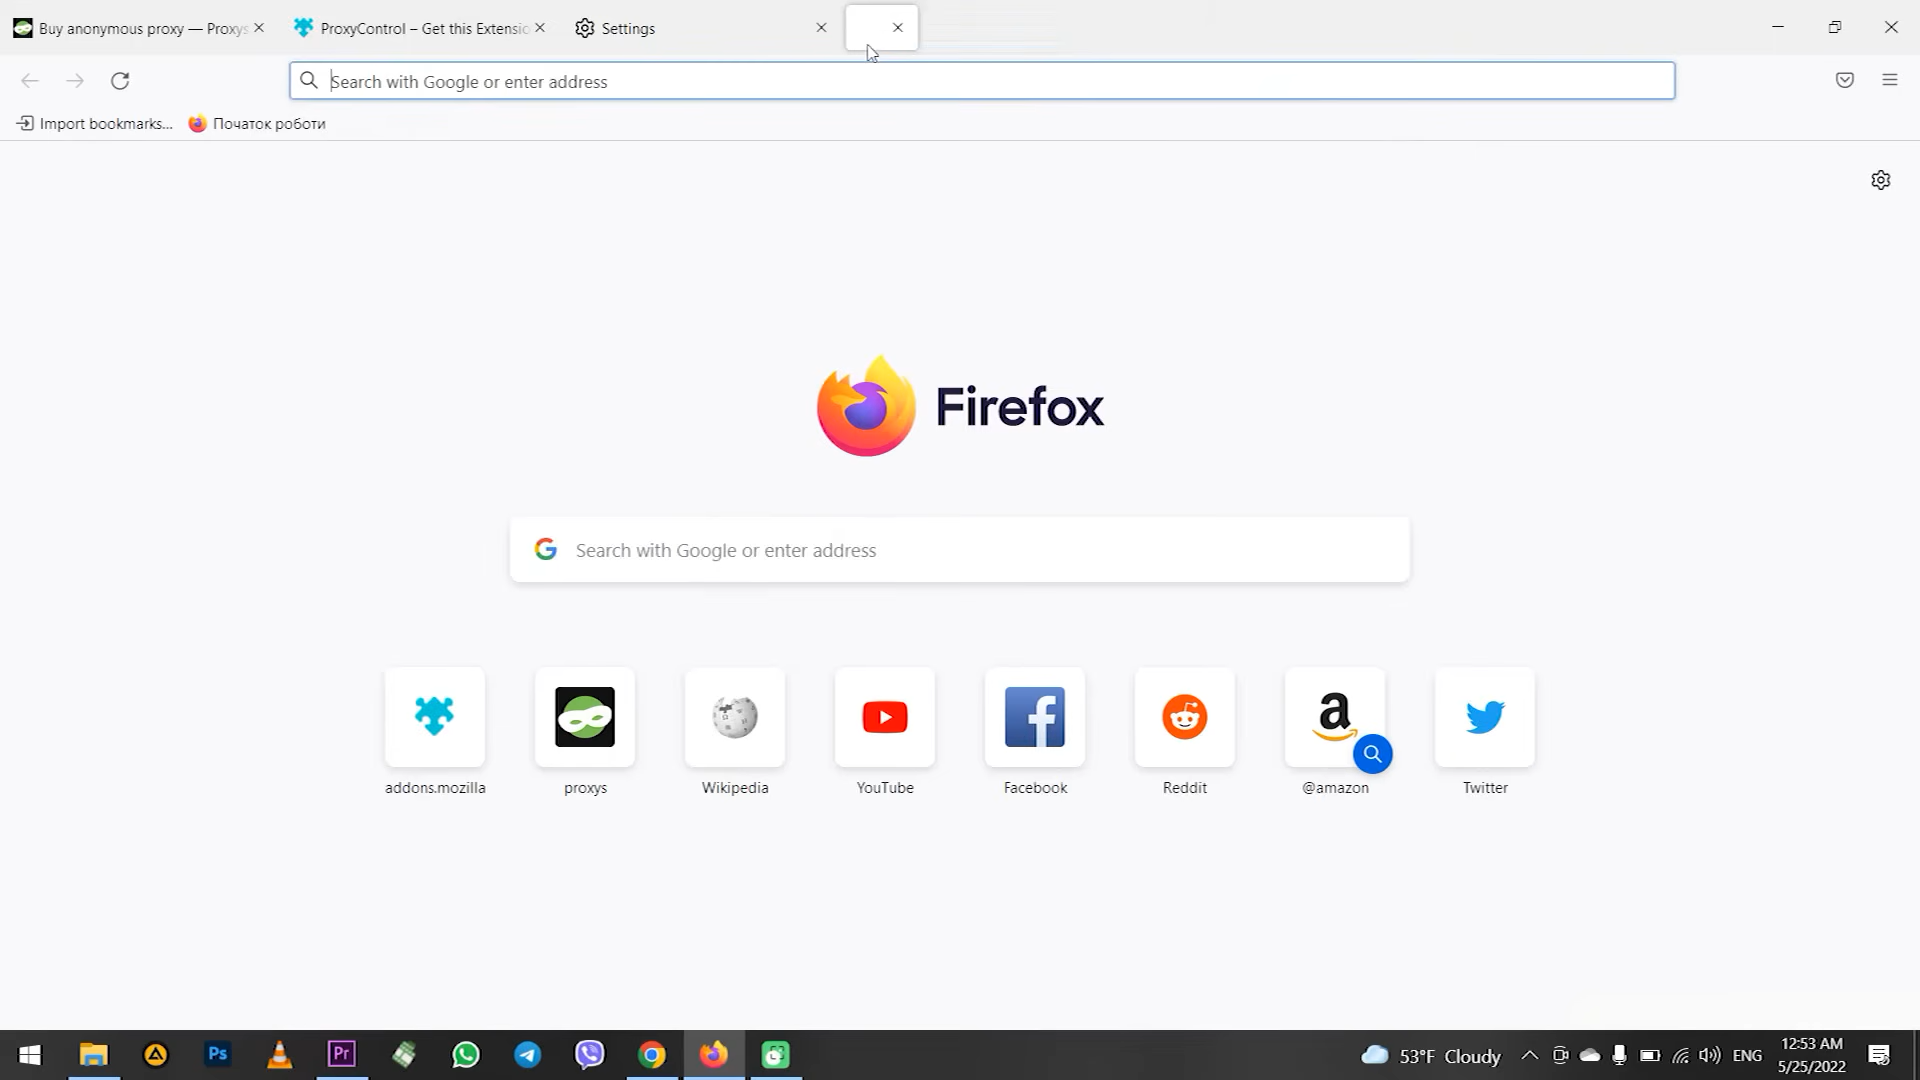 Buy anonymous proxy — Proxys
ProxyControl – Get this Extensio
Settings
Search with Google or enter address
Import bookmarks...
Початок роботи
Firefox
Search with Google or enter address
addons.mozilla
proxys
Wikipedia
YouTube
Facebook
Reddit
@amazon
Twitter
Ps
Pr
53°F Cloudy
ENG
12:53 AM
5/25/2022